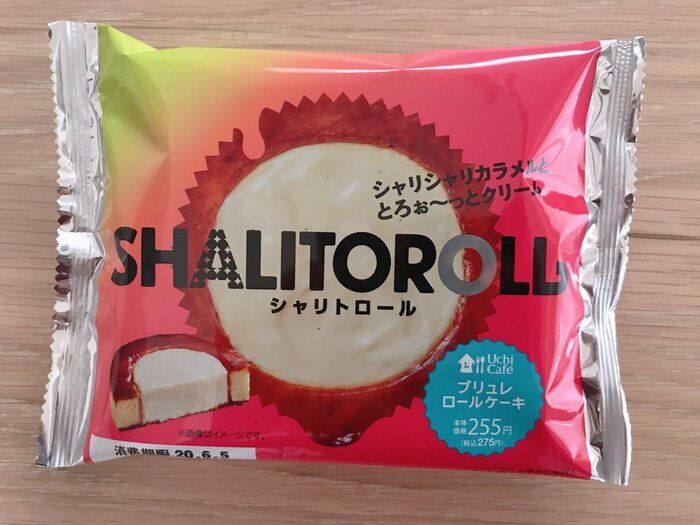 シャリシャリカラメルと
とろぉ〜っとクリーム
SHALITOROLL
シャリトロール
Uchi
Café
L
ブリュレ
ロールケーキ
本体
価格 255円
(税込275円)
※画像はイメージです。
消費期限 20.6.5